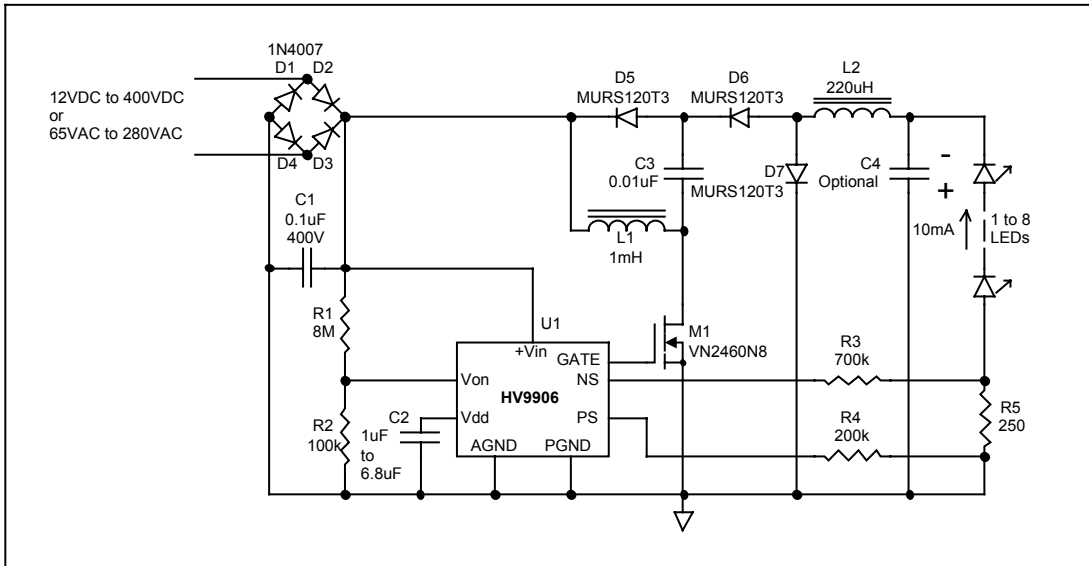 1N4007
D1 D2
12VDC to 400VDC
or
65VAC to 280VAC
D4 D3
D5
MURS120T3
D6
MURS120T3
L2
220uH
C3
0.01uF
D7
MURS120T3
C4
Optional
-
+
10mA
1 to 8
LEDs
L1
1mH
C1
0.1uF
400V
R1
8M
U1
M1
VN2460N8
+Vin
GATE
Von
HV9906
NS
R3
700k
Vdd
PS
R4
200k
R5
250
R2
100k
C2
1uF
to
6.8uF
AGND
PGND